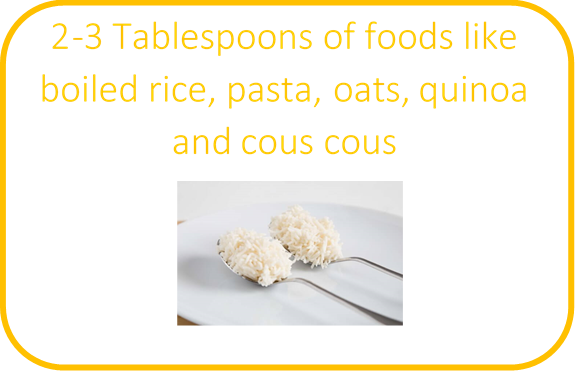 2-3 Tablespoons of foods like
boiled rice, pasta, oats, quinoa
and cous cous